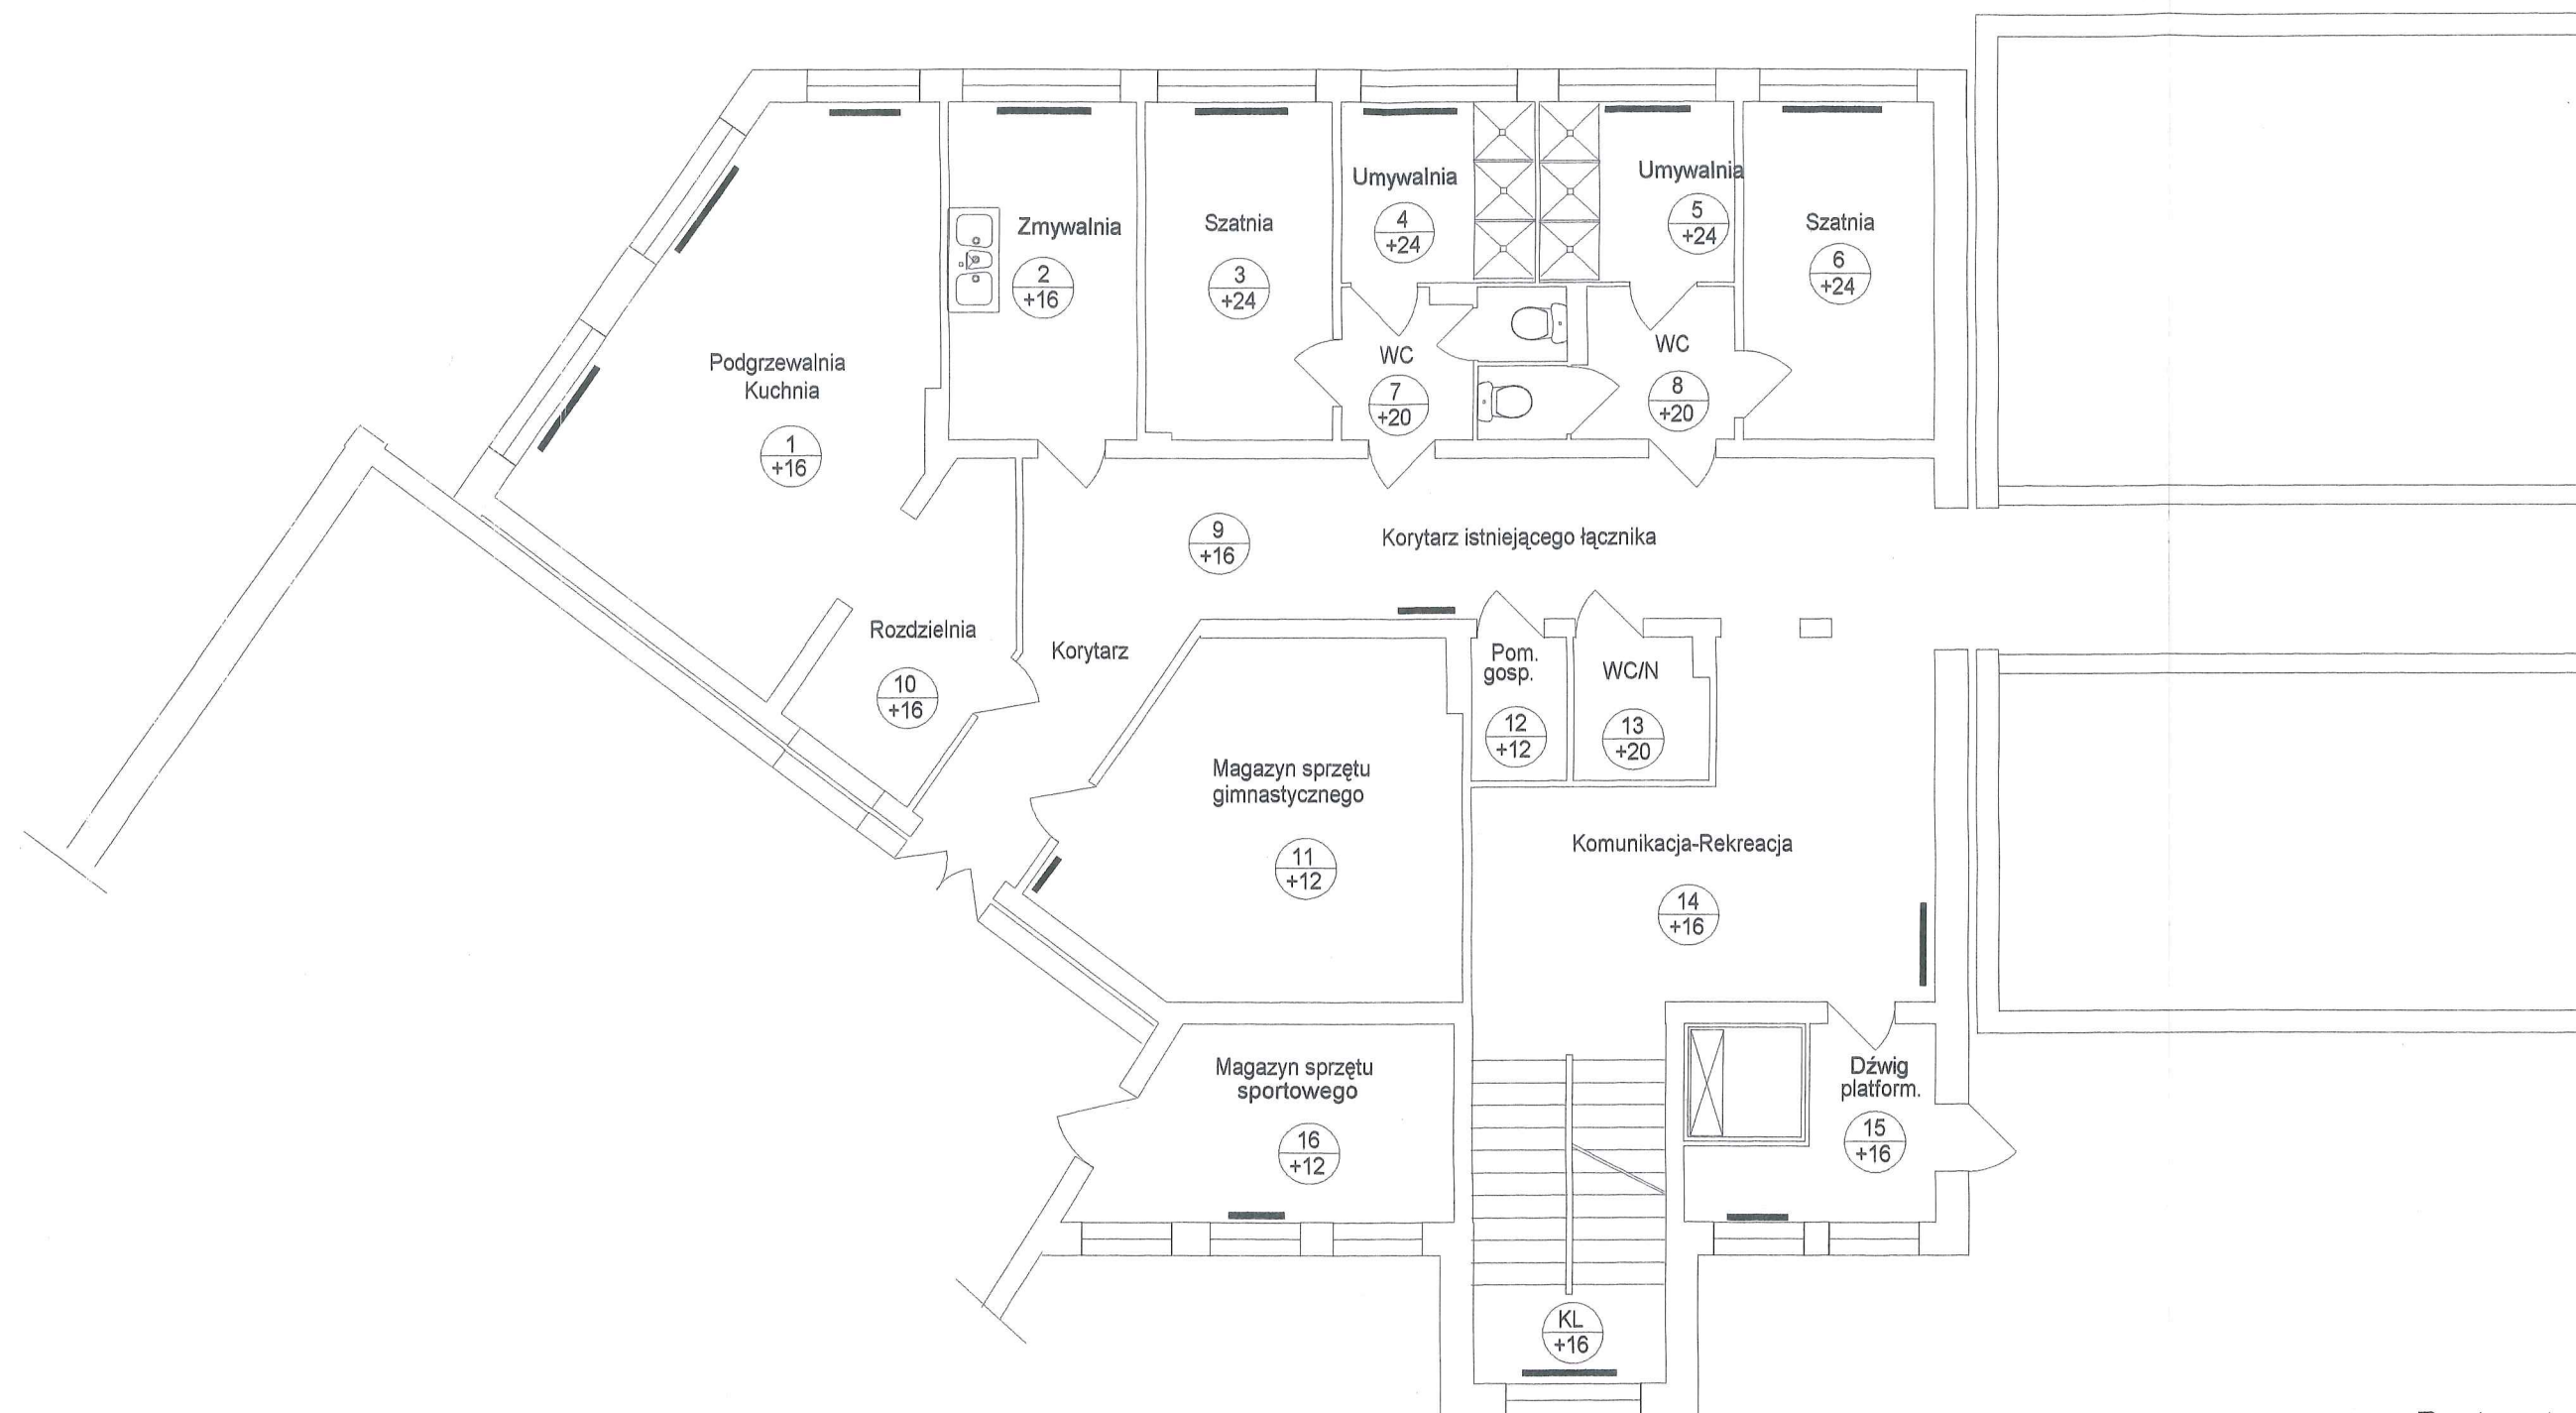 Umywalnia
4
+24
Umywalnia
5
+24
Zmywalnia
2
+16
Szatnia
3
+24
Szatnia
6
+24
Podgrzewalnia
Kuchnia
1
+16
WC
7
+20
WC
8
+20
9
+16
Korytarz istniejącego łącznika
Rozdzielnia
10
+16
Korytarz
Pom.
gosp.
12
+12
WC/N
13
+20
Magazyn sprzętu
gimnastycznego
11
+12
Komunikacja-Rekreacja
14
+16
Magazyn sprzętu
sportowego
16
+12
Dźwig
platform.
15
+16
KL
+16